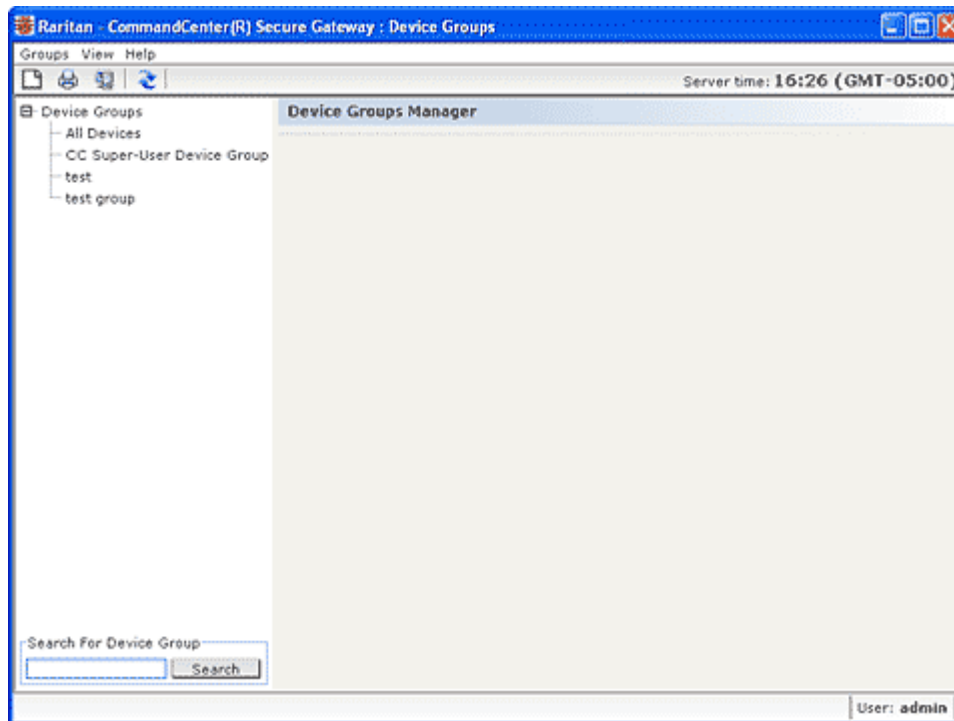 Raritan - CommandCenter(R) Secure Gateway : Device Groups
Groups View Help
Server time: 16:26 (GMT-05:00)
Device Groups
All Devices
CC Super-User Device Group
test
test group
Device Groups Manager
Search For Device Group
Search
User: admin